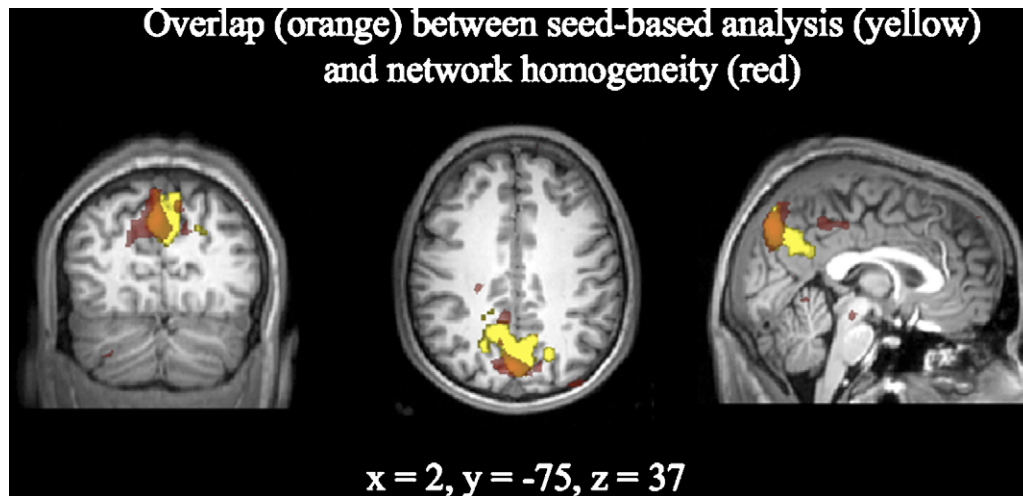 Overlap (orange) between seed-based analysis (yellow)
and network homogeneity (red)
x = 2, y = -75, z = 37